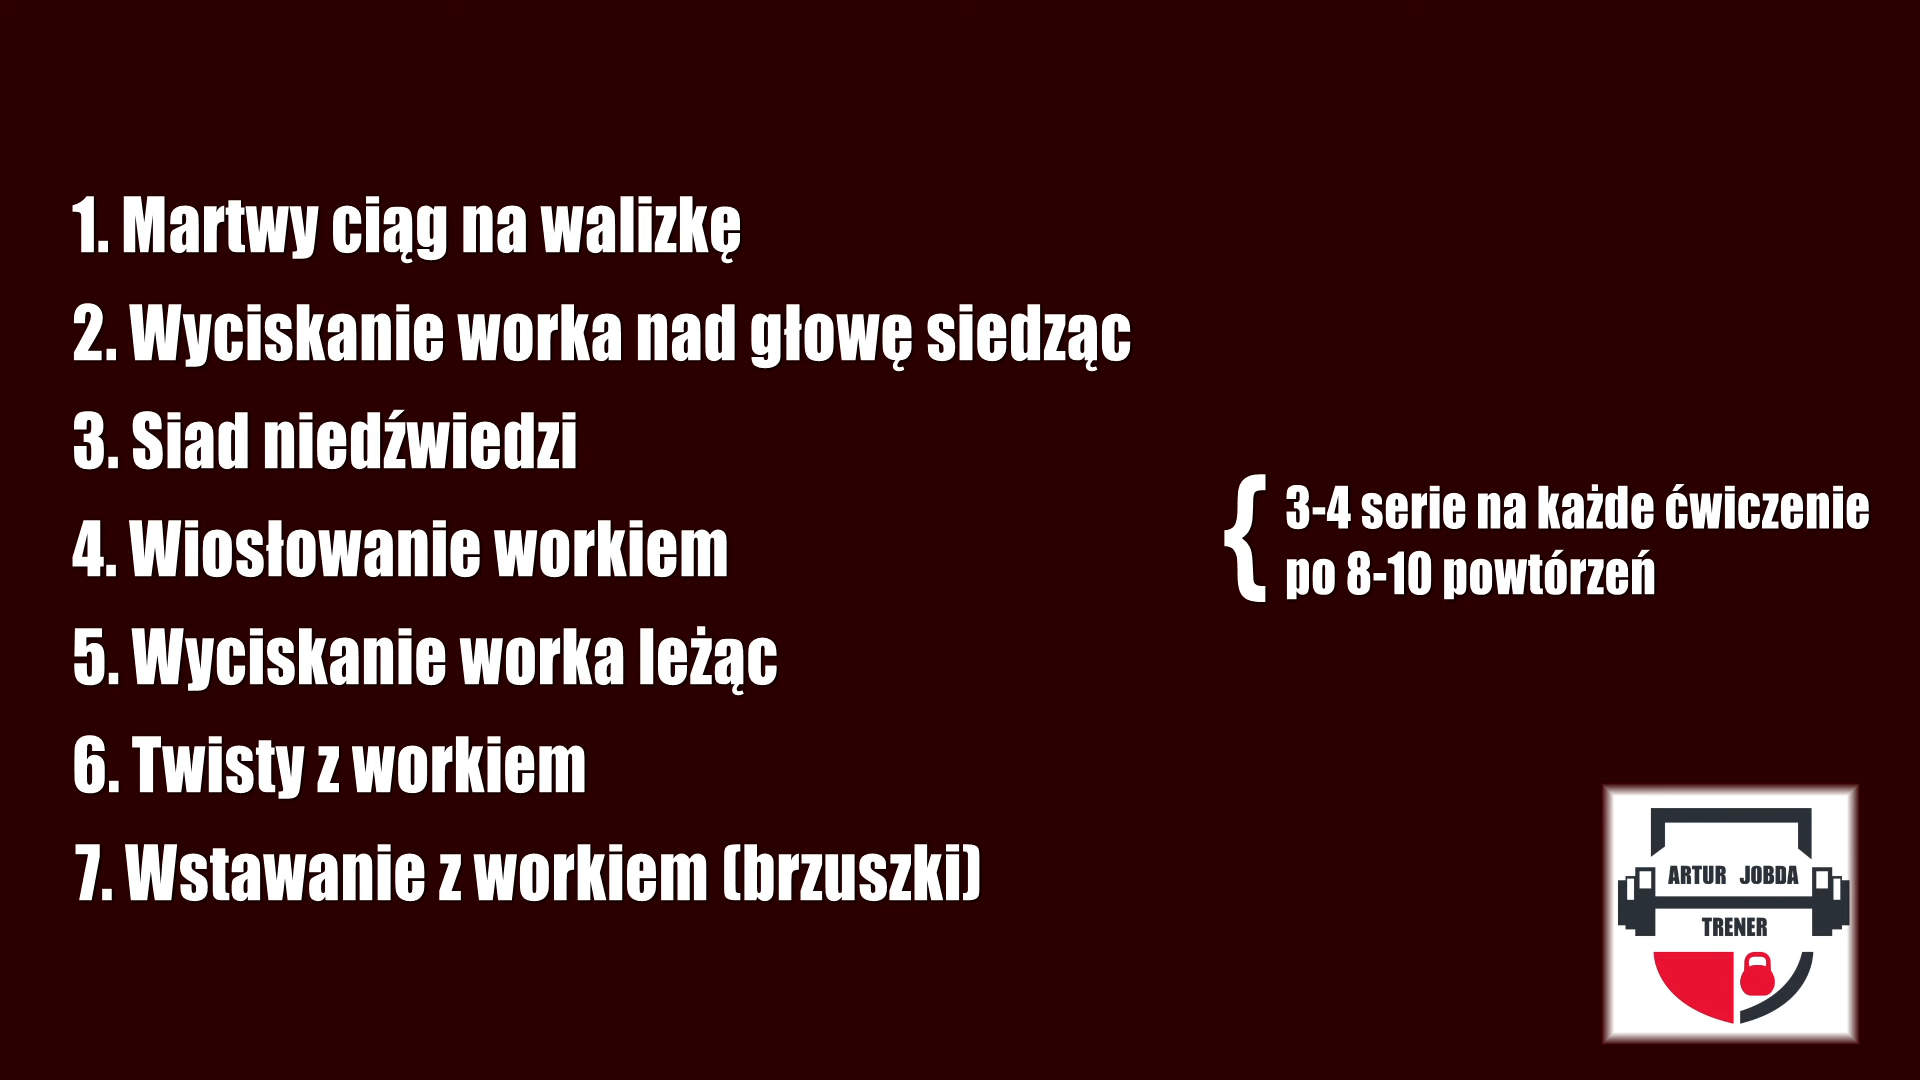 1. Martwy ciąg na walizkę
2. Wyciskanie worka nad głowę siedząc
3. Siad niedźwiedzi
4. Wiosłowanie workiem
5. Wyciskanie worka leżąc
6. Twisty z workiem
7. Wstawanie z workiem (brzuszki)
{ 3-4 serie na każde ćwiczenie
po 8-10 powtórzeń
ARTUR JOBDA
TRENER